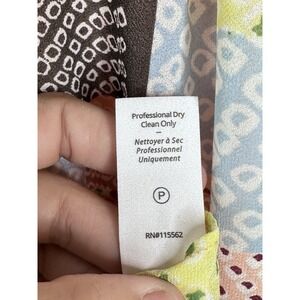 Professional Dry
Clean Only
Nettoyer à Sec
Professionnel
Uniquement
P
RN#115562